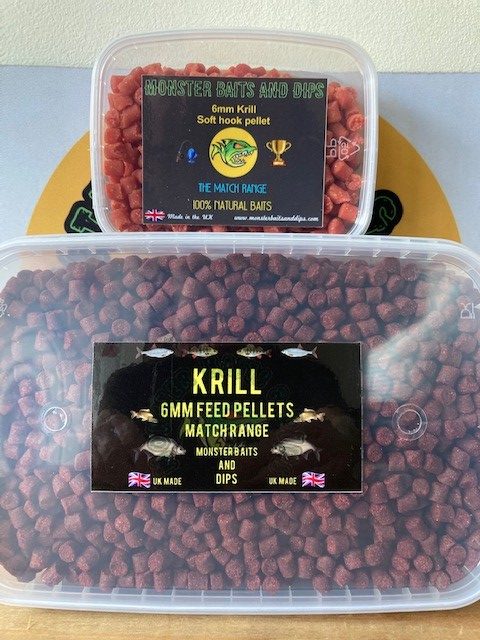 MONSTER BAITS AND DIPS
6mm Krill
Soft hook pellet
THE MATCH RANGE
100% NATURAL BAITS
Made in the UK www.monsterbaitsanddips.com
KRILL
6MM FEED PELLETS
MATCH RANGE
MONSTER BAITS
AND
DIPS
UK MADE UK MADE